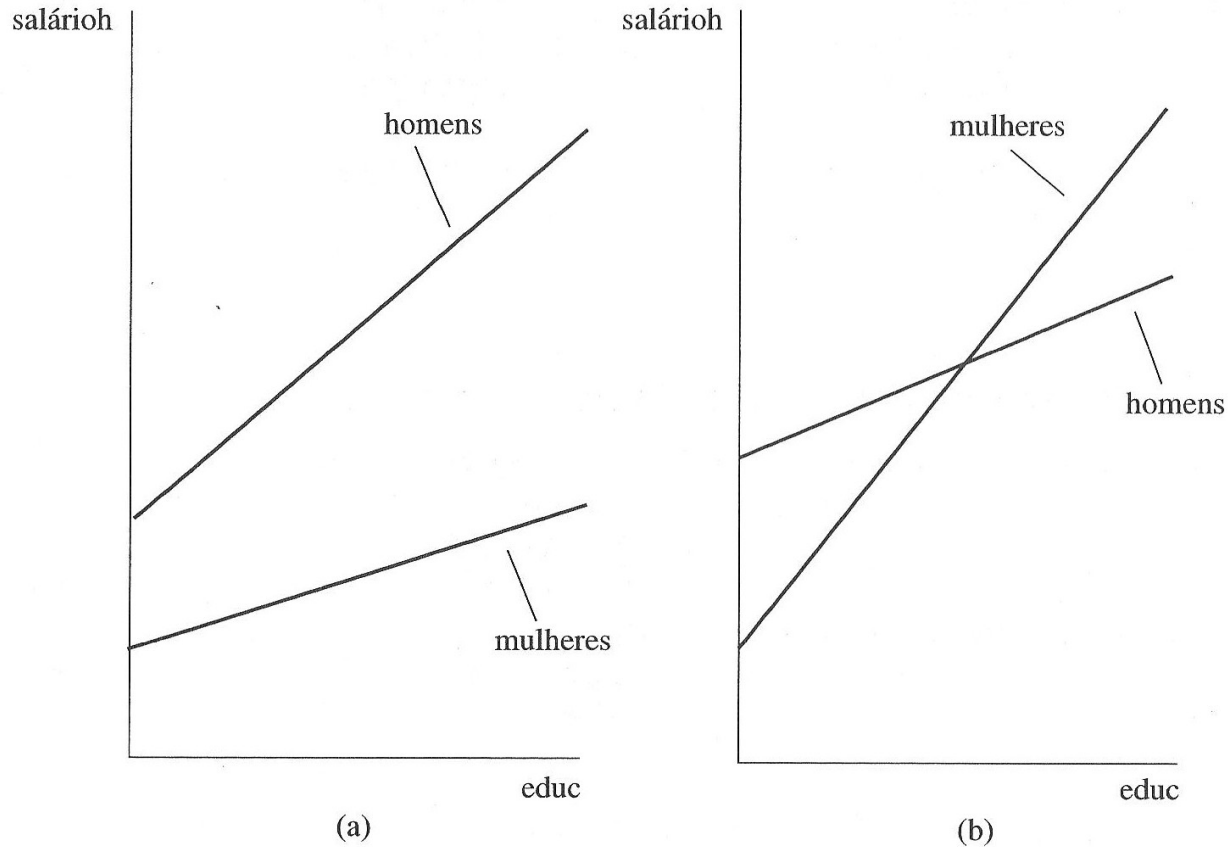 salárioh
homens
mulheres
educ
(a)
salárioh
mulheres
homens
educ
(b)